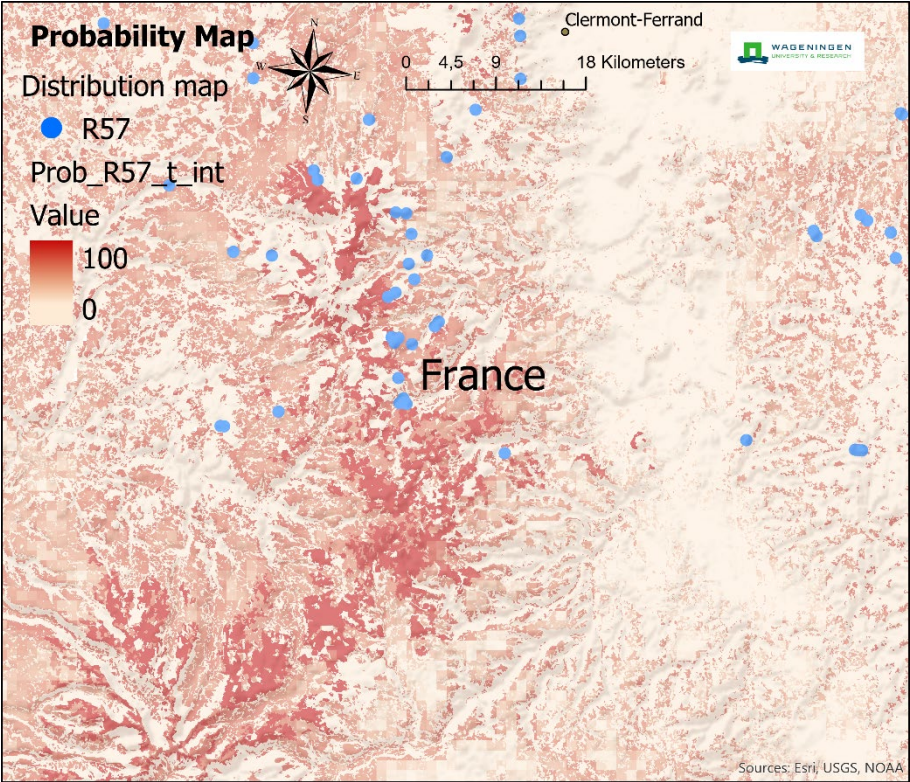 Probability Map
Distribution map
R57
Prob_R57_t_int
Value
100
0
N
W
E
S
0 4,5 9 18 Kilometers
Clermont-Ferrand
WAGENINGEN
UNIVERSITY & RESEARCH
France
Sources: Esri, USGS, NOAA